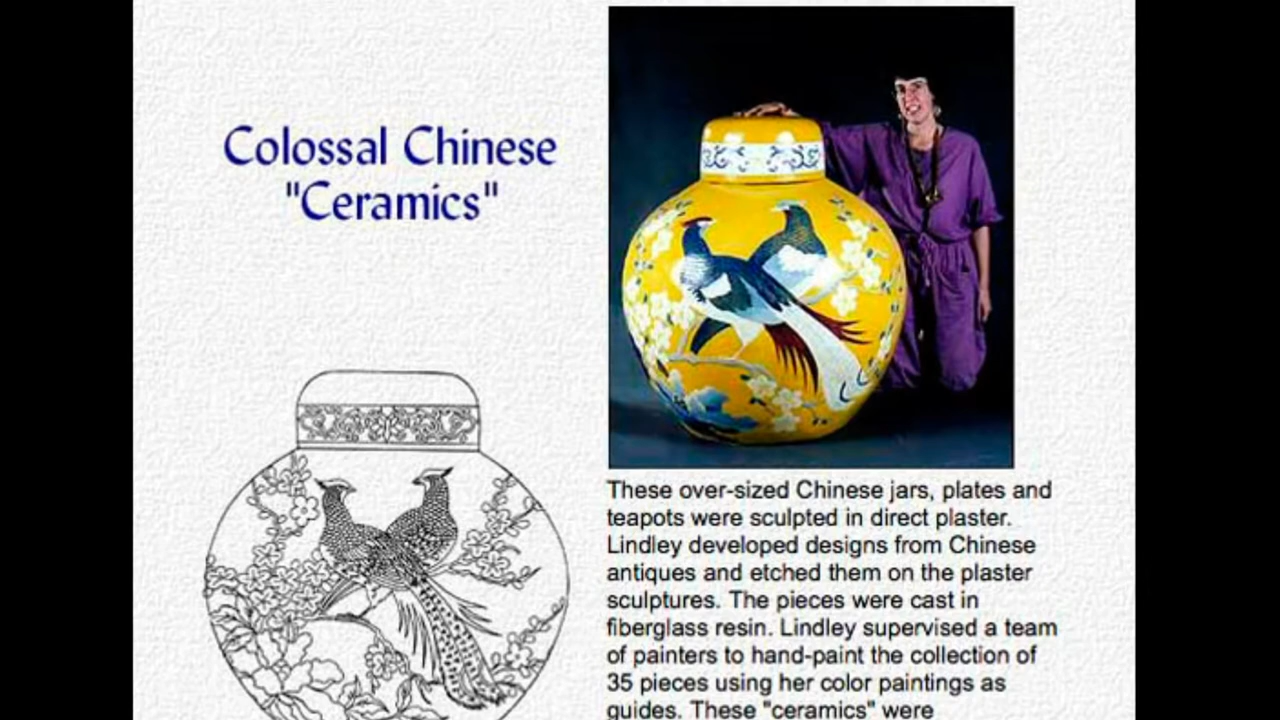 Colossal Chinese
"Ceramics"
These over-sized Chinese jars, plates and
teapots were sculpted in direct plaster.
Lindley developed designs from Chinese
antiques and etched them on the plaster
sculptures. The pieces were cast in
fiberglass resin. Lindley supervised a team
of painters to hand-paint the collection of
35 pieces using her color paintings as
guides. These "ceramics" were